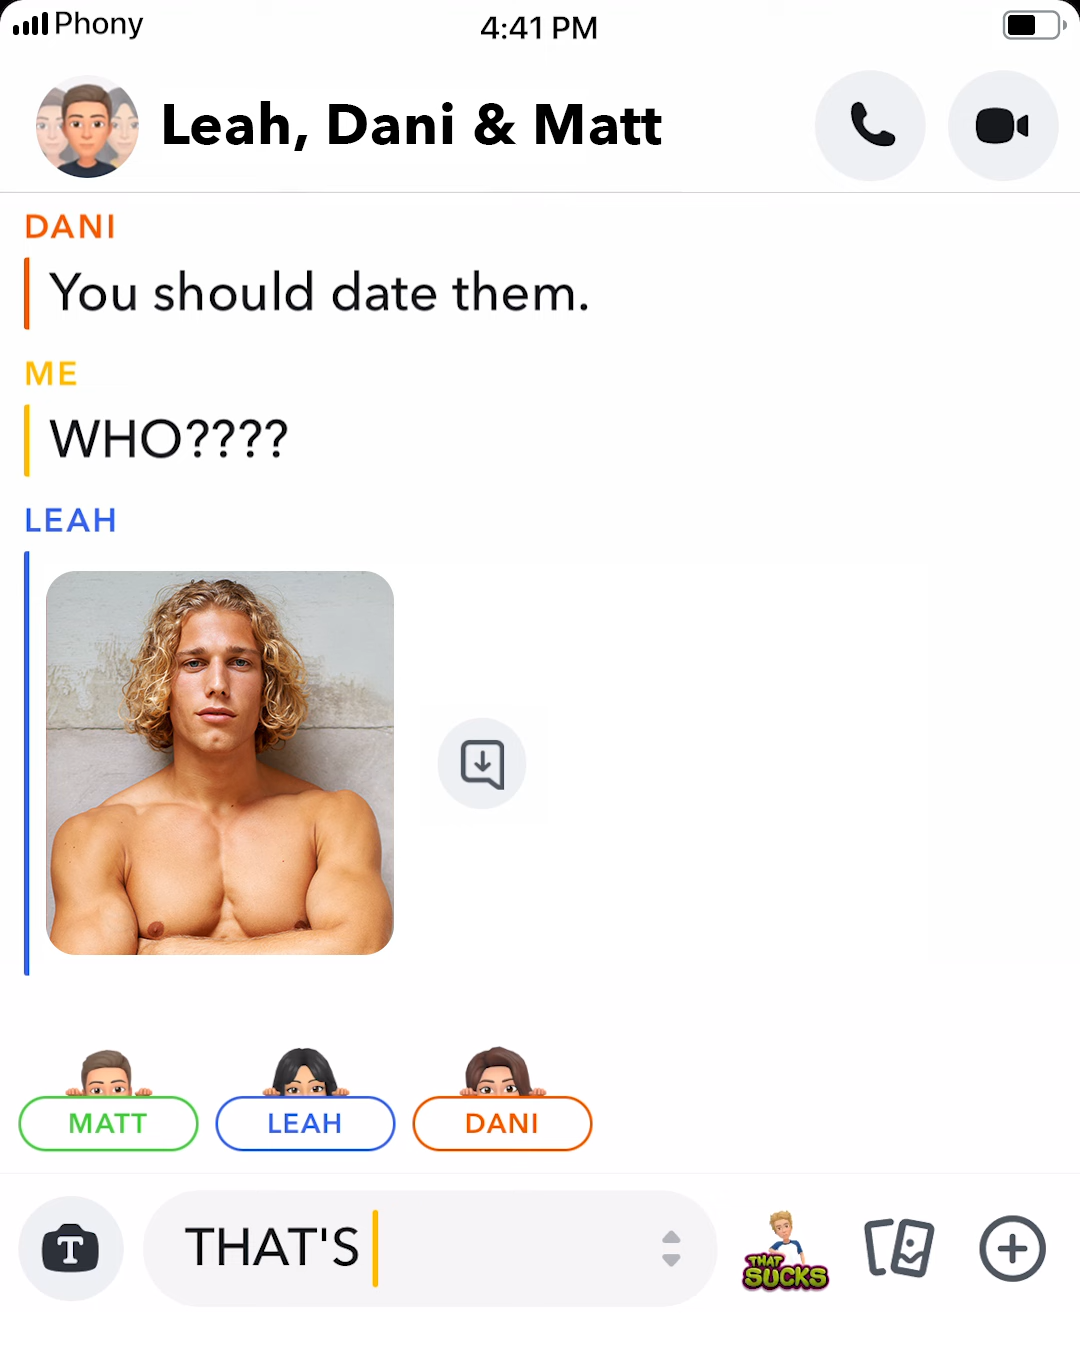 Phony 4:41 PM
Leah, Dani & Matt
DANI
You should date them.
ME
WHO????
LEAH
MATT LEAH DANI
T THAT'S
THAT
SUCKS